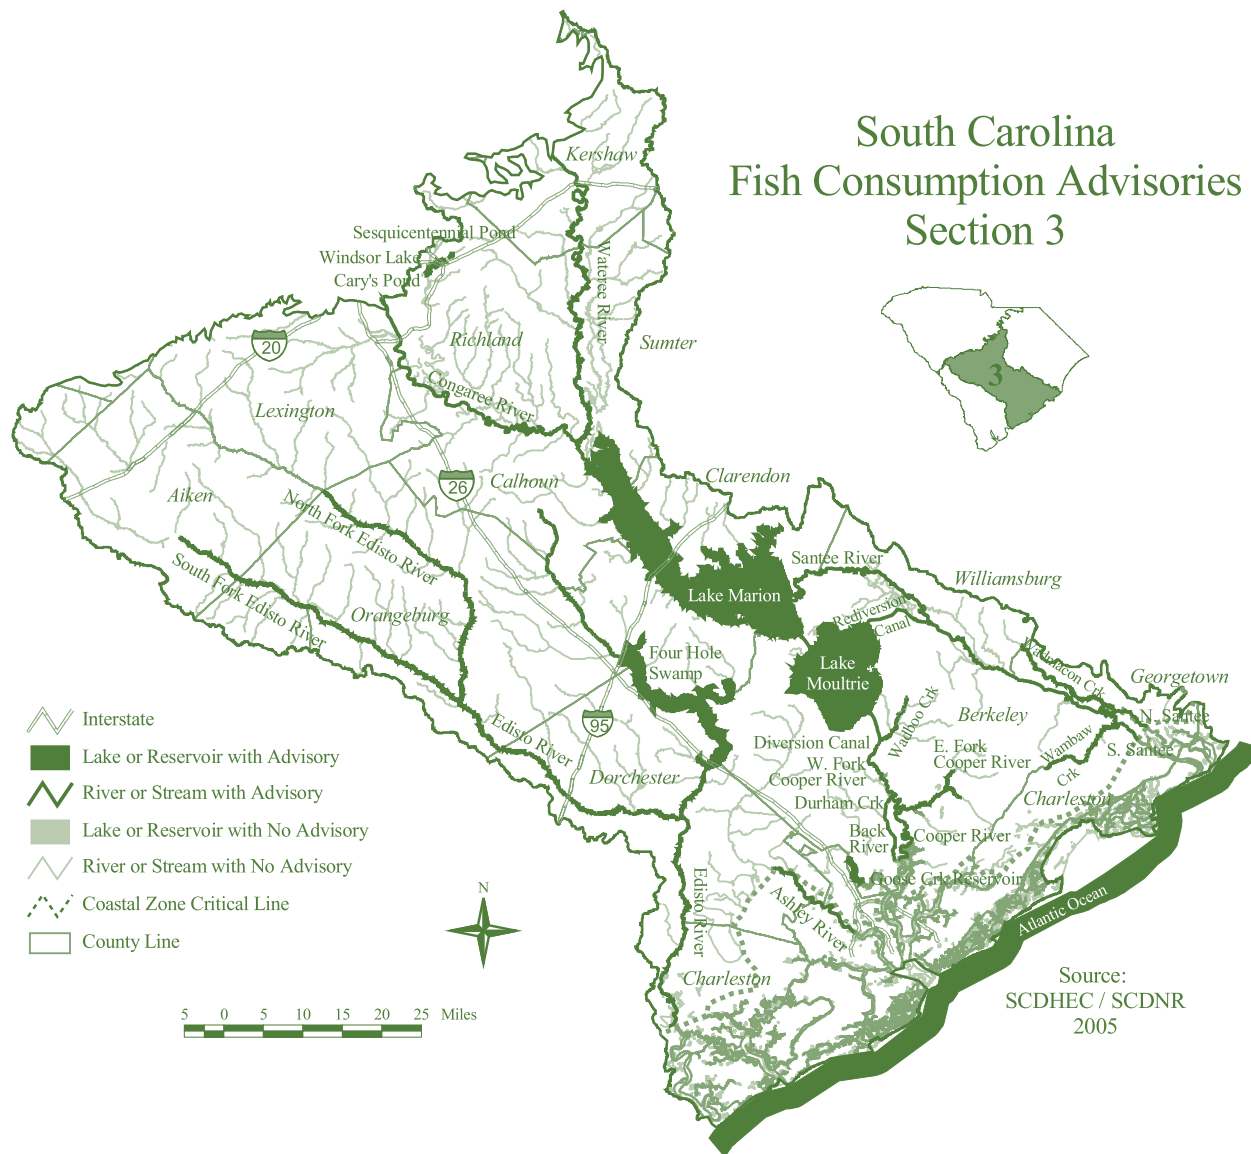 South Carolina
Fish Consumption Advisories
Section 3
3
Kershaw
Sesquicentennial Pond
Windsor Lake
Cary's Pond
Wateree River
Richland
Sumter
20
Congaree River
Lexington
Calhoun
Clarendon
26
Aiken
North Fork Edisto River
South Fork Edisto River
Orangeburg
Santee River
Williamsburg
Lake Marion
Rediversion
Canal
Four Hole
Swamp
Lake
Moultrie
Wadmacon Crk
Georgetown
N. Santee
S. Santee
Wadboo Crk
Berkeley
Wambaw
Crk
Edisto River
95
Diversion Canal
W. Fork
Cooper River
E. Fork
Cooper River
Dorchester
Durham Crk
Charleston
Back
River
Cooper River
Goose Crk Reservoir
Edisto River
Ashley River
Atlantic Ocean
Charleston
Interstate
Lake or Reservoir with Advisory
River or Stream with Advisory
Lake or Reservoir with No Advisory
River or Stream with No Advisory
Coastal Zone Critical Line
County Line
N
5 0 5 10 15 20 25 Miles
Source:
SCDHEC / SCDNR
2005